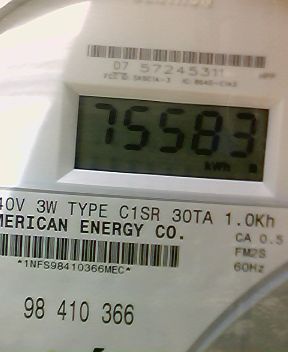 07 5724531
75583
kWh
40V 3W TYPE C1SR 30TA 1.0Kh
MERICAN ENERGY CO.
CA 0.5
FM2S
60Hz
*1NFS98410366MEC*
98 410 366